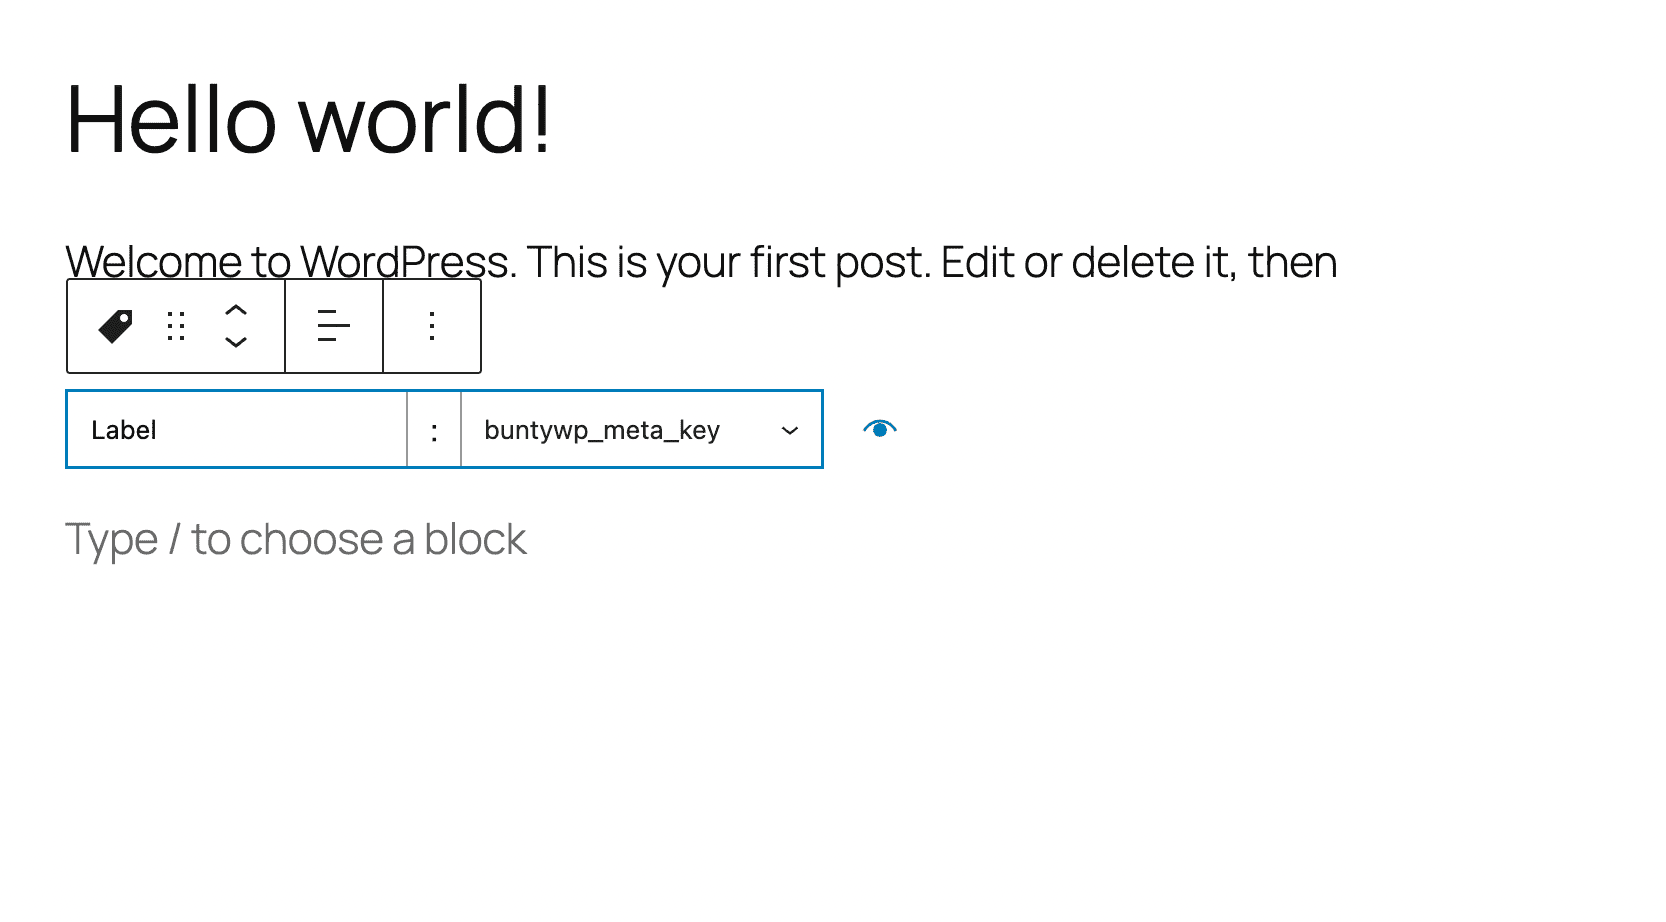 Hello world!
Welcome to WordPress. This is your first post. Edit or delete it, then
Label : buntywp_meta_key
Type / to choose a block